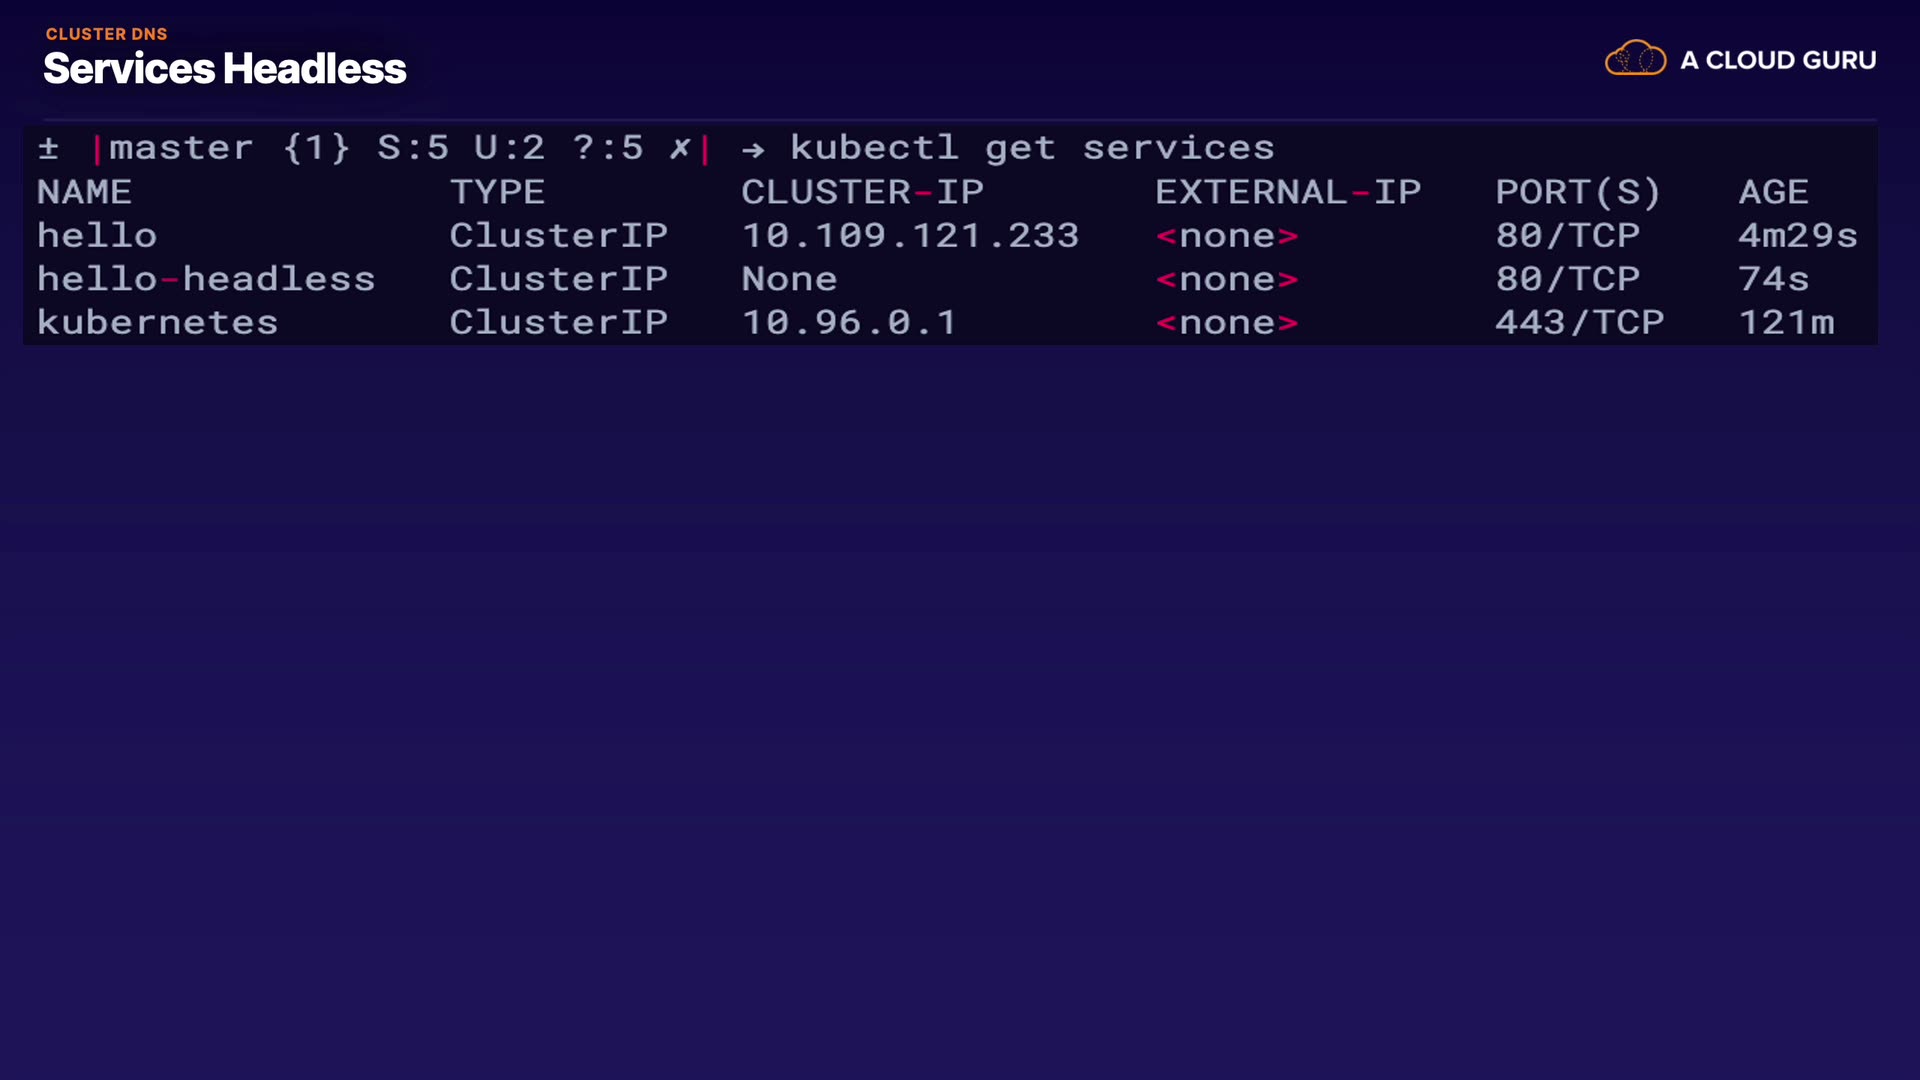 CLUSTER DNS
Services Headless
A CLOUD GURU
± |master {1} S:5 U:2 ?:5 ✗| → kubectl get services
NAME TYPE CLUSTER-IP EXTERNAL-IP PORT(S) AGE
hello ClusterIP 10.109.121.233 <none> 80/TCP 4m29s
hello-headless ClusterIP None <none> 80/TCP 74s
kubernetes ClusterIP 10.96.0.1 <none> 443/TCP 121m